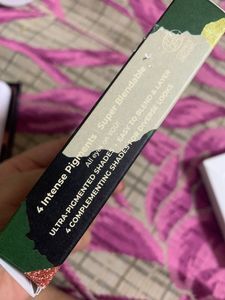 4 Intense Pigments Super Blendable
ULTRA-PIGMENTED SHADES EASY TO BLEND & LAYER
4 COMPLEMENTING SHADES FOR DIVERSE LOOKS